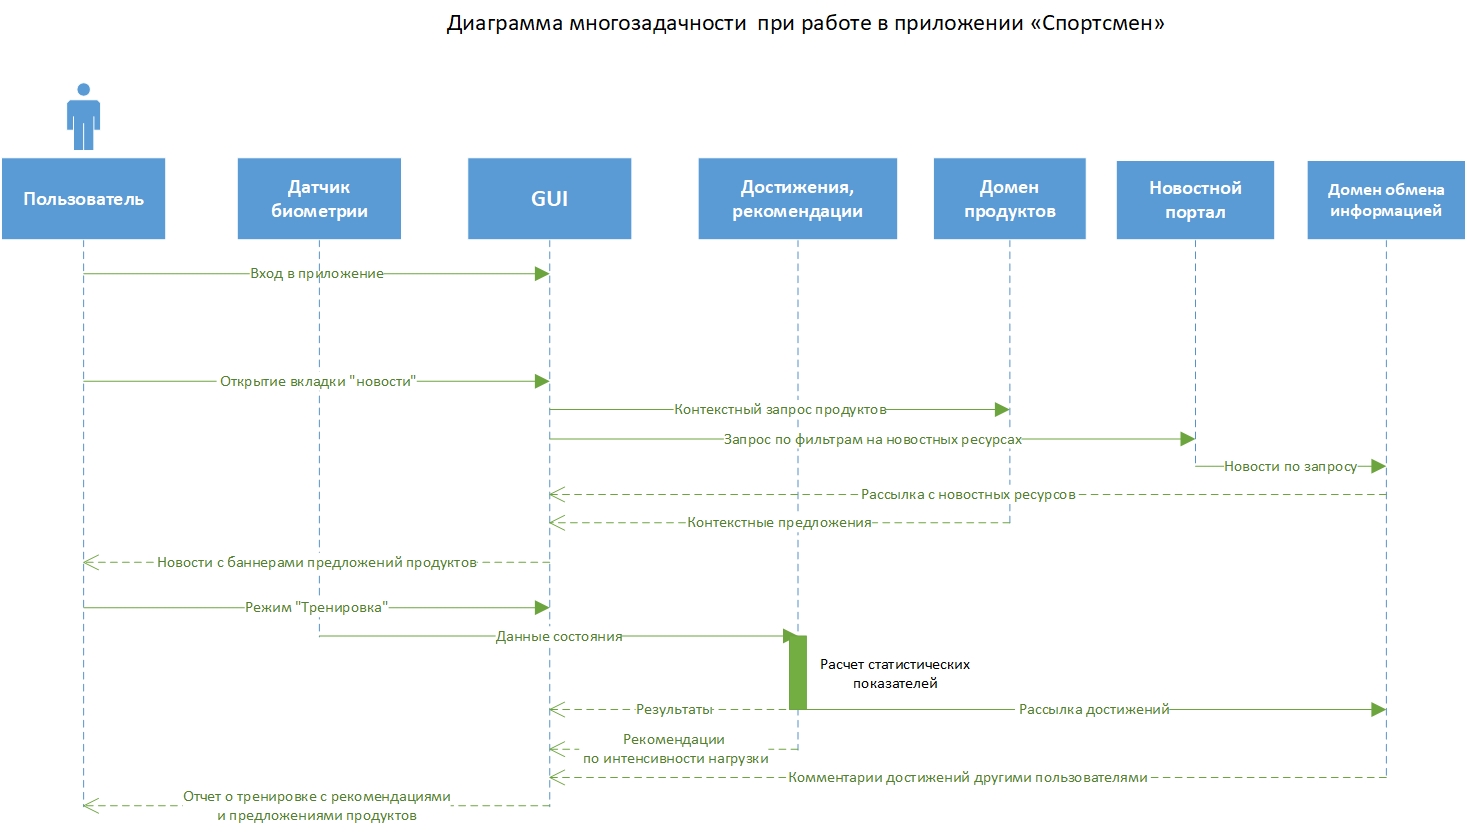 Диаграмма многозадачности при работе в приложении «Спортсмен»
Пользователь
Датчик
биометрии
GUI
Достижения,
рекомендации
Домен
продуктов
Новостной
портал
Домен обмена
информацией
Вход в приложение
Открытие вкладки "новости"
Контекстный запрос продуктов
Запрос по фильтрам на новостных ресурсах
Новости по запросу
Рассылка с новостных ресурсов
Контекстные предложения
Новости с баннерами предложений продуктов
Режим "Тренировка"
Данные состояния
Расчет статистических
показателей
Результаты
Рассылка достижений
Рекомендации
по интенсивности нагрузки
Комментарии достижений другими пользователями
Отчет о тренировке с рекомендациями
и предложениями продуктов